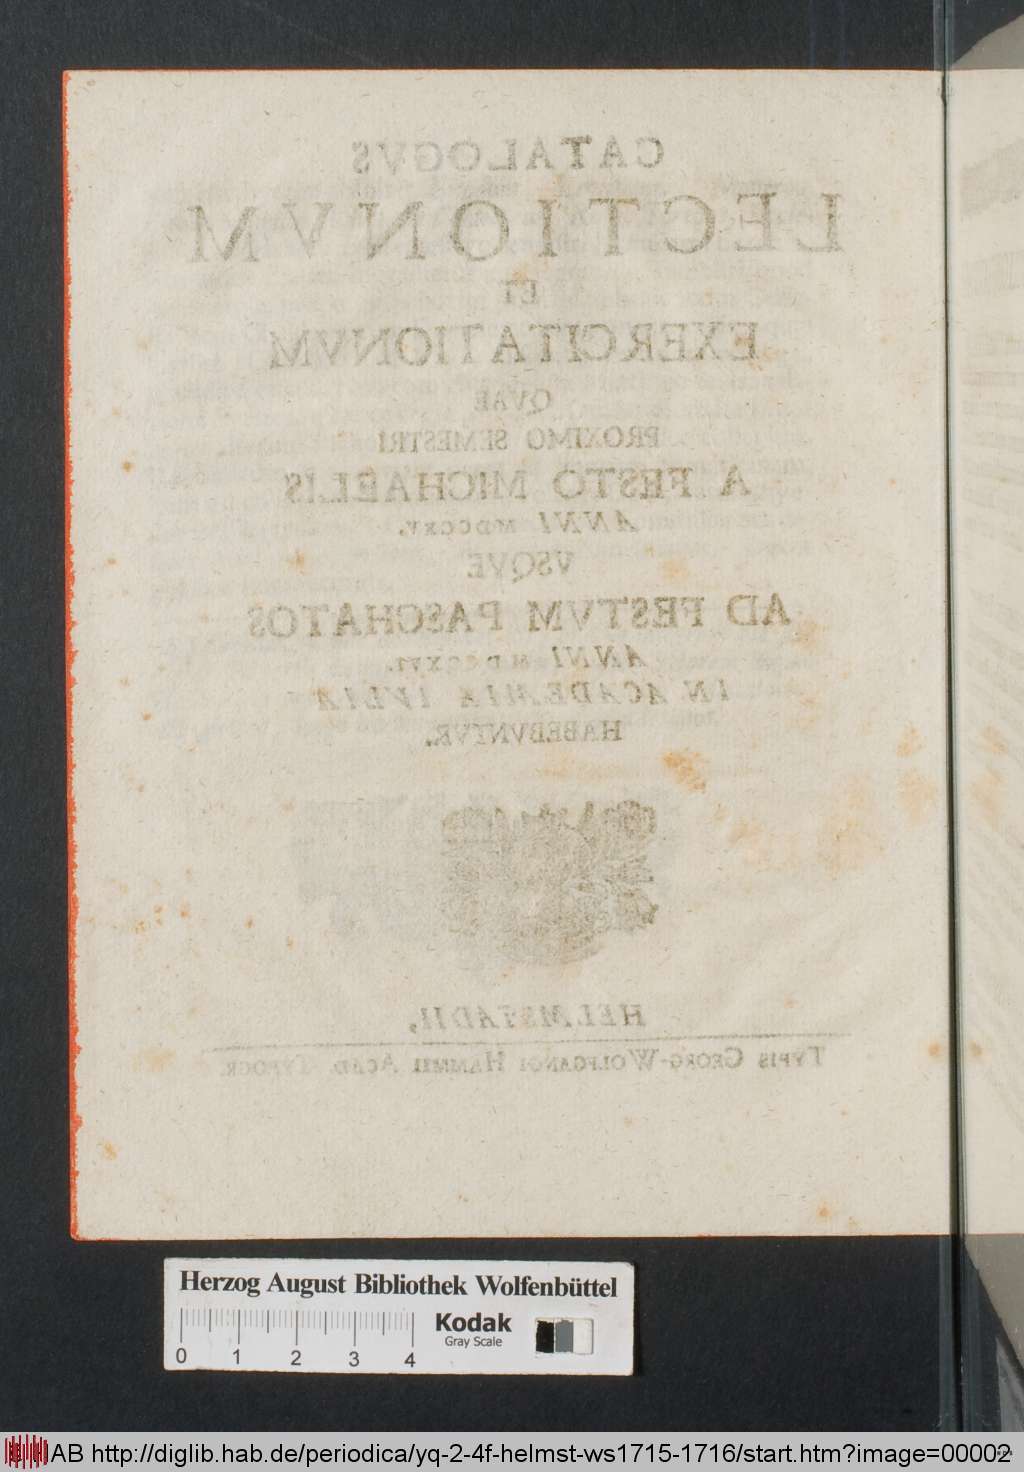 CATALOGVS
LECTIONVM
ET
EXERCITATIONVM
QVAE
PROXIMO SEMESTRI
A FESTO MICHAELIS
ANNI MDCCXV.
VSQVE
AD FESTVM PASCHATOS
ANNI MDCCXVI.
IN ACADEMIA IVLIA
HABEBVNTVR.
HELMSTADII,
TYPIS GEORG-WOLFGANGI HAMMII ACAD. TYPOGR.
Herzog August Bibliothek Wolfenbüttel
Kodak
Gray Scale
0 1 2 3 4
HAB http://diglib.hab.de/periodica/yq-2-4f-helmst-ws1715-1716/start.htm?image=00002